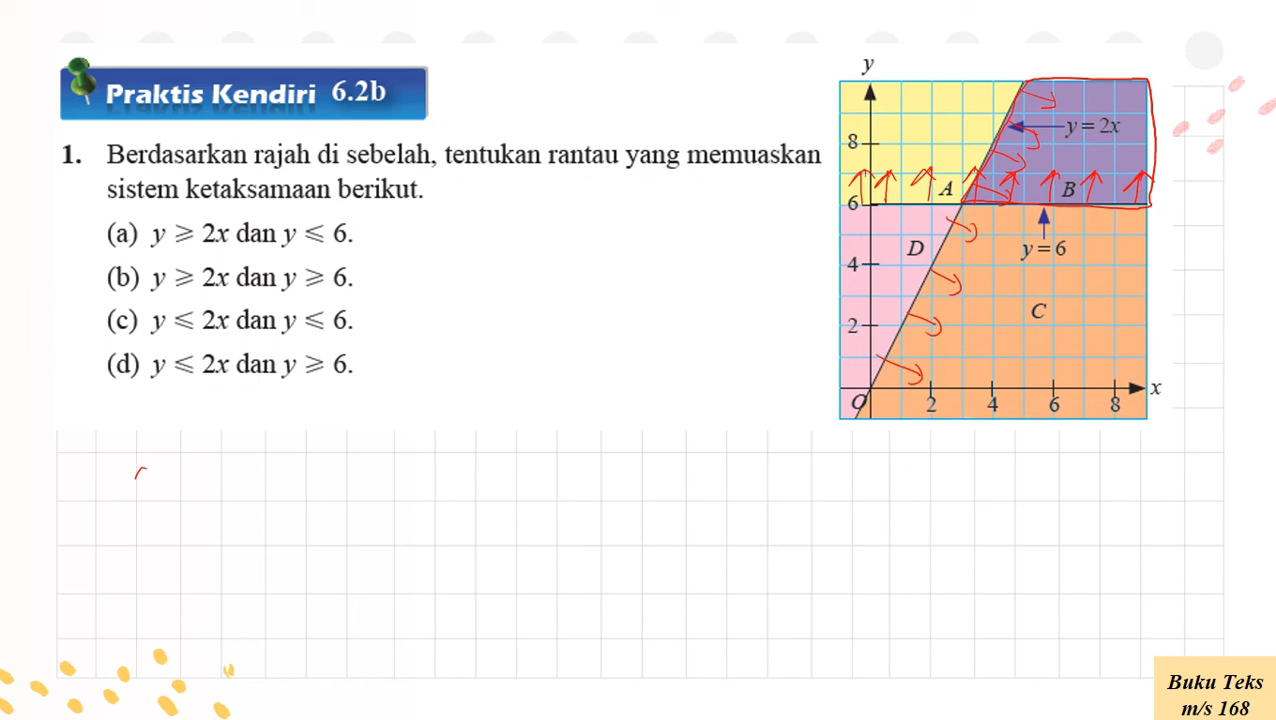 Praktis Kendiri 6.2b
1. Berdasarkan rajah di sebelah, tentukan rantau yang memuaskan
sistem ketaksamaan berikut.
(a) y ⩾ 2x dan y ⩽ 6.
(b) y ⩾ 2x dan y ⩾ 6.
(c) y ⩽ 2x dan y ⩽ 6.
(d) y ⩽ 2x dan y ⩾ 6.
y
8
y = 2x
A
B
6
D
y = 6
4
C
2
O
2
4
6
8
x
Buku Teks
m/s 168